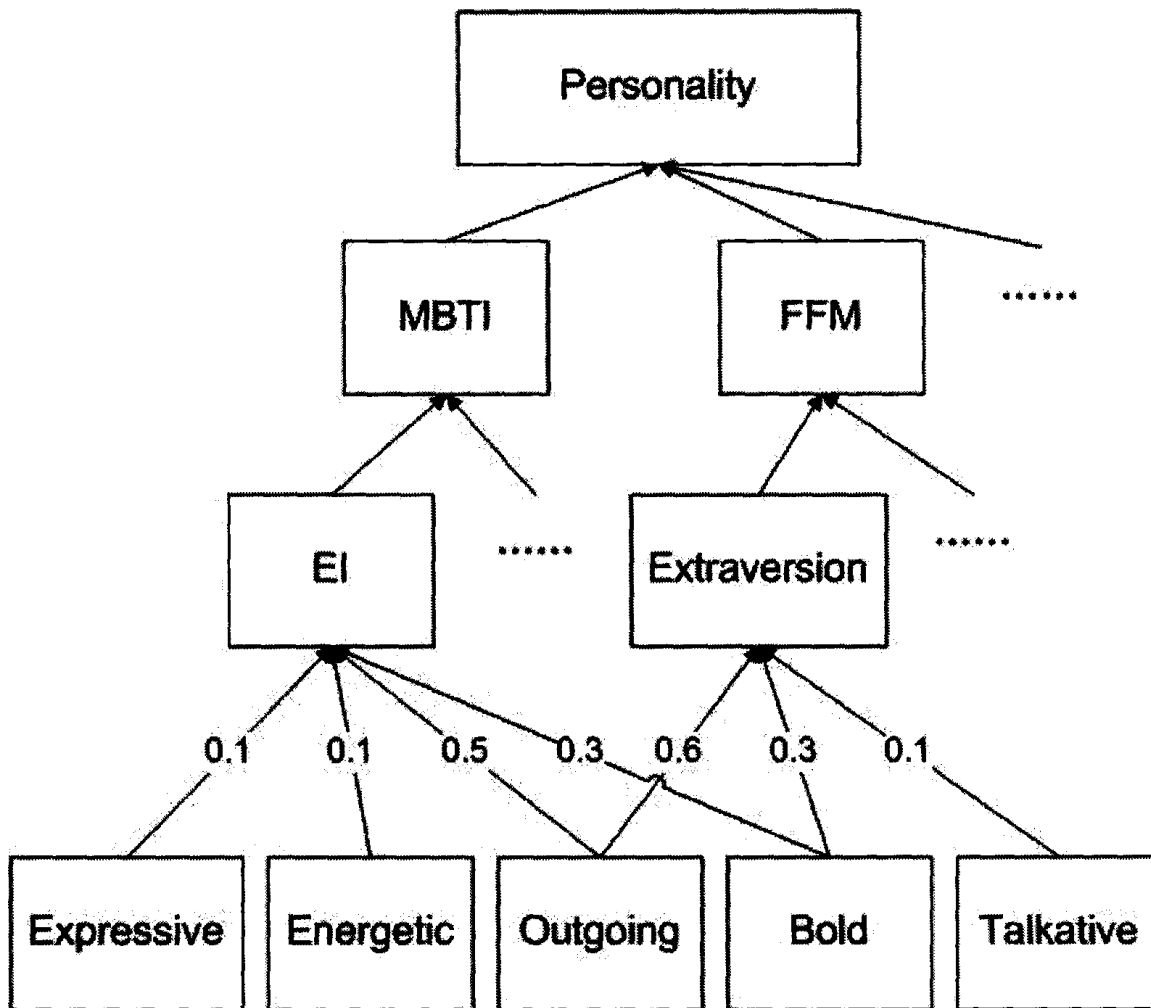 Personality
MBTI
FFM
......
EI
......
Extraversion
......
0.1
0.1
0.5
0.3
0.6
0.3
0.1
Expressive
Energetic
Outgoing
Bold
Talkative